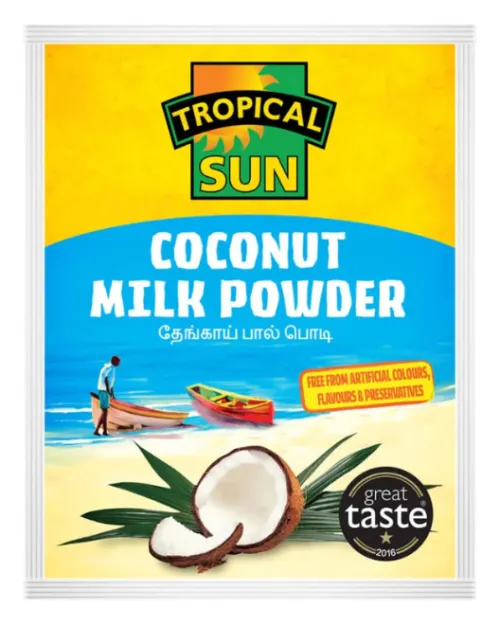 TROPICAL
SUN
COCONUT
MILK POWDER
தேங்காய் பால் பொடி
FREE FROM ARTIFICIAL COLOURS,
FLAVOURS & PRESERVATIVES
great
taste®
2016